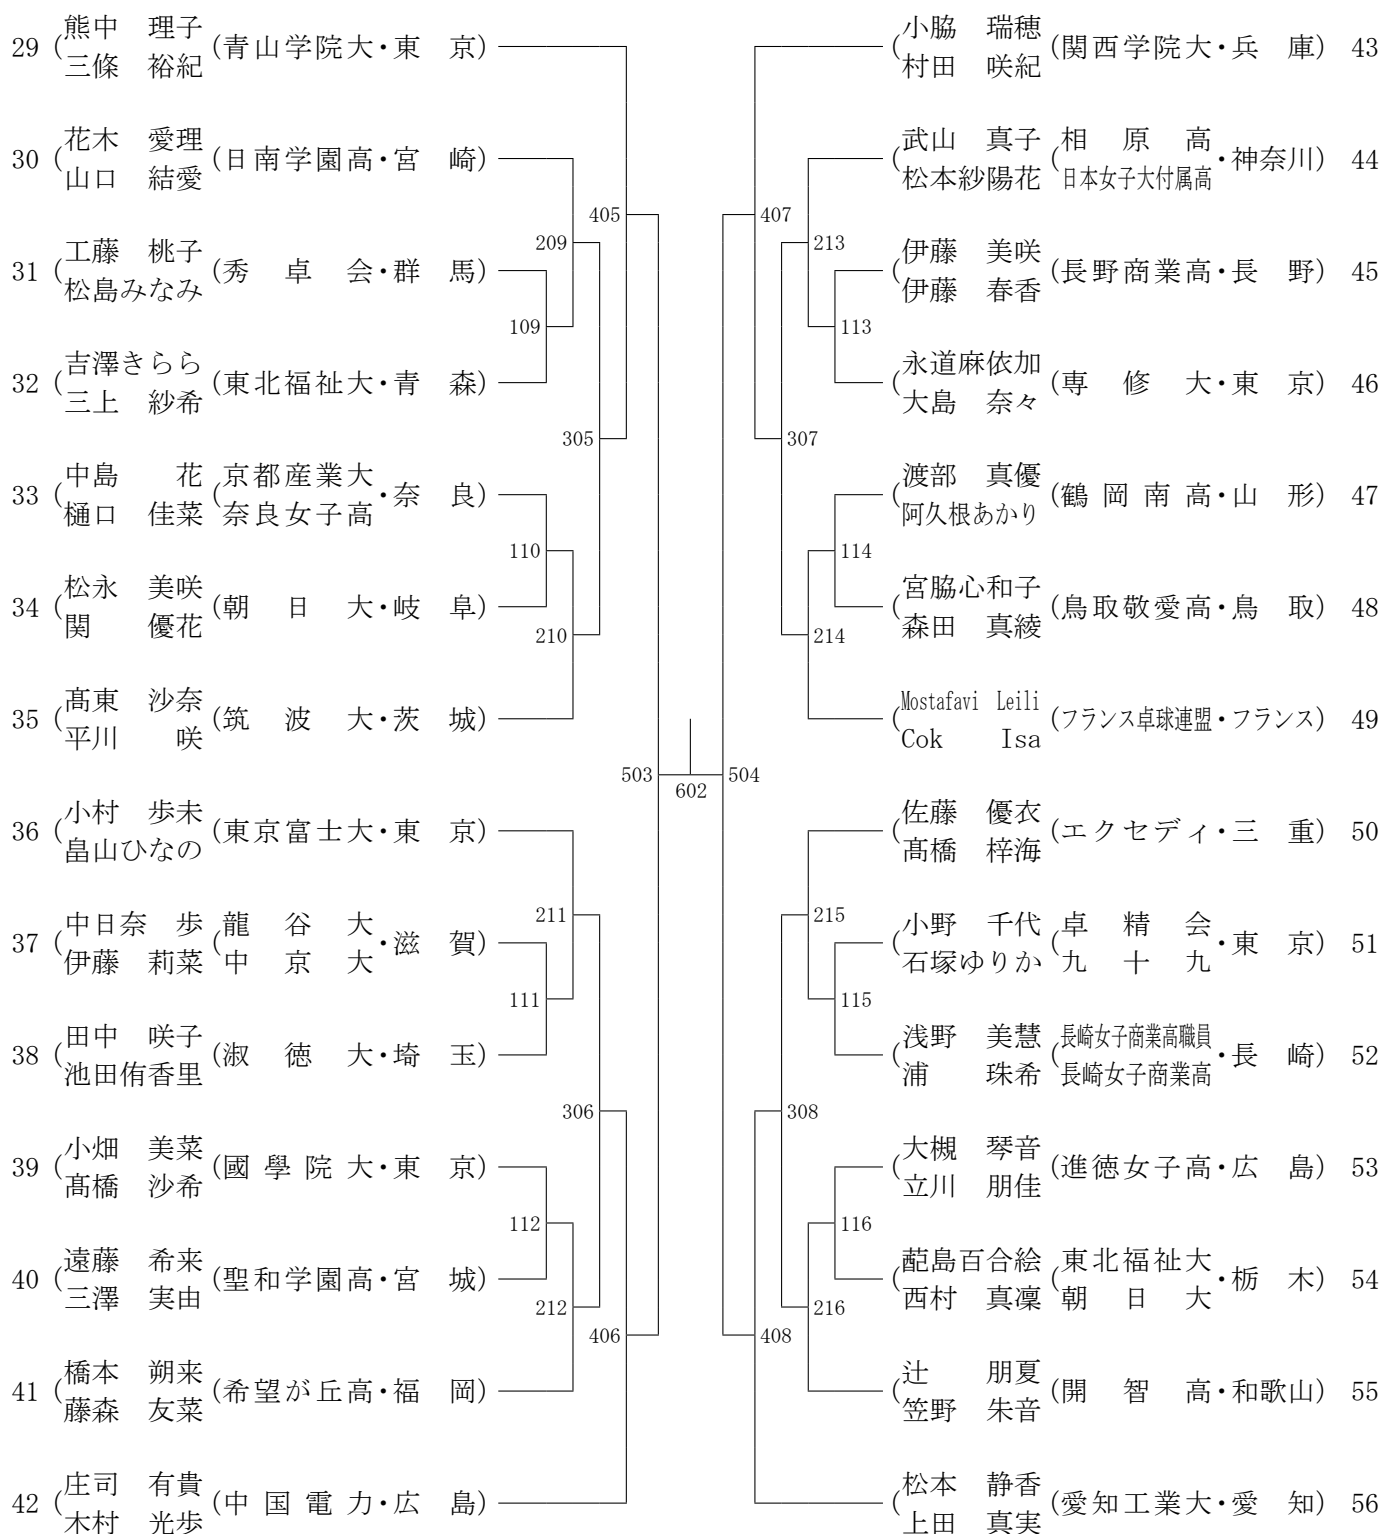 29 (熊中 理子 三條 裕紀 (青山学院大・東 京)
30 (花木 愛理 山口 結愛 (日南学園高・宮 崎)
31 (工藤 桃子 松島みなみ (秀 卓 会・群 馬)
32 (吉澤きらら 三上 紗希 (東北福祉大・青 森)
33 (中島 花 樋口 佳菜 (京都産業大 奈良女子高・奈 良)
34 (松永 美咲 関 優花 (朝 日 大・岐 阜)
35 (髙東 沙奈 平川 咲 (筑 波 大・茨 城)
36 (小村 歩未 畠山ひなの (東京富士大・東 京)
37 (中日奈 歩 伊藤 莉菜 (龍 谷 大 中 京 大・滋 賀)
38 (田中 咲子 池田侑香里 (淑 徳 大・埼 玉)
39 (小畑 美菜 髙橋 沙希 (國學院大・東 京)
40 (遠藤 希来 三澤 実由 (聖和学園高・宮 城)
41 (橋本 朔来 藤森 友菜 (希望が丘高・福 岡)
42 (庄司 有貴 木村 光歩 (中国電力・広 島)
405
209
109
305
110
210
503
211
111
306
112
212
406
602
407
213
113
307
114
214
504
215
115
308
116
216
408
(小脇 瑞穂 村田 咲紀 (関西学院大・兵 庫) 43
(武山 真子 松本紗陽花 (相 原 高 日本女子大付属高・神奈川) 44
(伊藤 美咲 伊藤 春香 (長野商業高・長 野) 45
(永道麻依加 大島 奈々 (専 修 大・東 京) 46
(渡部 真優 阿久根あかり (鶴岡南高・山 形) 47
(宮脇心和子 森田 真綾 (鳥取敬愛高・鳥 取) 48
(Mostafavi Leili Cok Isa (フランス卓球連盟・フランス) 49
(佐藤 優衣 髙橋 梓海 (エクセディ・三 重) 50
(小野 千代 石塚ゆりか (卓 精 会 九 十 九・東 京) 51
(浅野 美慧 浦 珠希 (長崎女子商業高職員 長崎女子商業高・長 崎) 52
(大槻 琴音 立川 朋佳 (進徳女子高・広 島) 53
(蓜島百合絵 西村 真凜 (東北福祉大 朝 日 大・栃 木) 54
(辻 朋夏 笠野 朱音 (開 智 高・和歌山) 55
(松本 静香 上田 真実 (愛知工業大・愛 知) 56